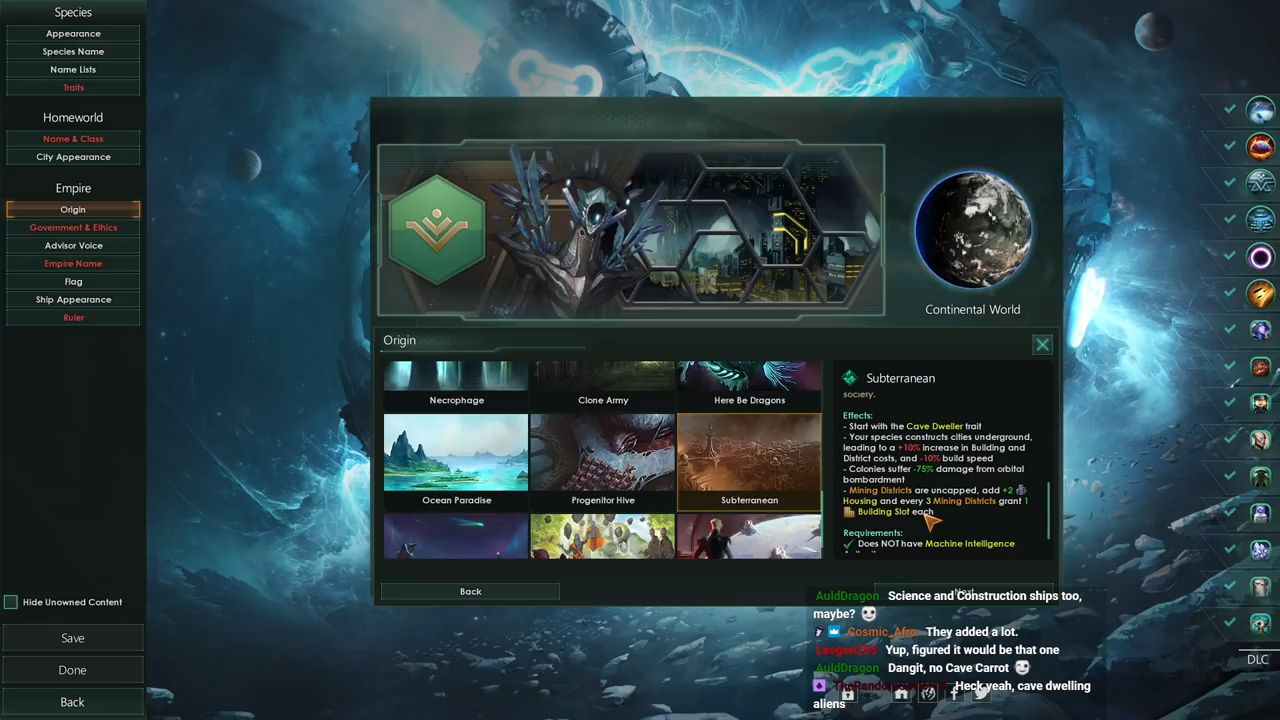 Species
Appearance
Species Name
Name Lists
Traits
Homeworld
Name & Class
City Appearance
Empire
Origin
Government & Ethics
Advisor Voice
Empire Name
Flag
Ship Appearance
Ruler
Hide Unowned Content
Save
Done
Back
Continental World
Origin
Necrophage
Clone Army
Here Be Dragons
Ocean Paradise
Progenitor Hive
Subterranean
Subterranean
society.
Effects:
- Start with the Cave Dweller trait
- Your species constructs cities underground,
leading to a +10% increase in Building and
District costs, and -10% build speed
- Colonies suffer -75% damage from orbital
bombardment
- Mining Districts are uncapped, add +2
Housing and every 3 Mining Districts grant 1
Building Slot each
Requirements:
Does NOT have Machine Intelligence
Back
AuldDragon Science and Construction ships too,
maybe?
Cosmic_Afro: They added a lot.
Leogon255 Yup, figured it would be that one
AuldDragon Dangit, no Cave Carrot
Heck yeah, cave dwelling
aliens
DLC